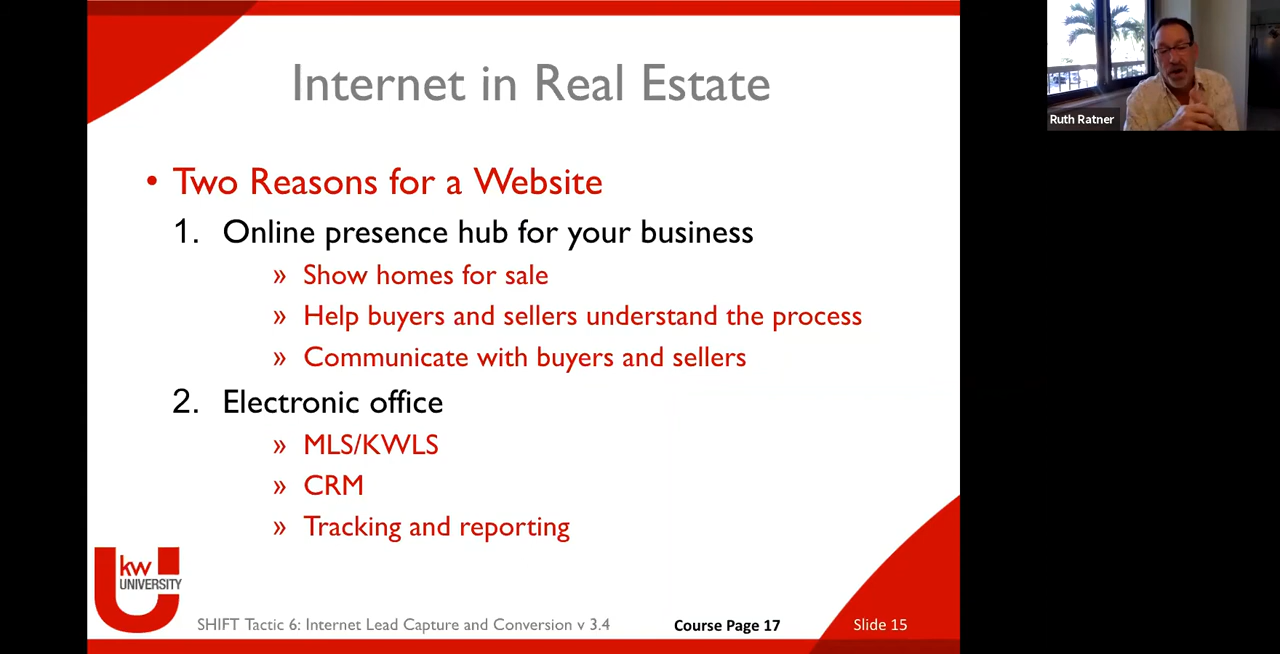 Internet in Real Estate
Ruth Ratner
• Two Reasons for a Website
1. Online presence hub for your business
» Show homes for sale
» Help buyers and sellers understand the process
» Communicate with buyers and sellers
2. Electronic office
» MLS/KWLS
» CRM
» Tracking and reporting
kw
UNIVERSITY
SHIFT Tactic 6: Internet Lead Capture and Conversion v 3.4
Course Page 17
Slide 15